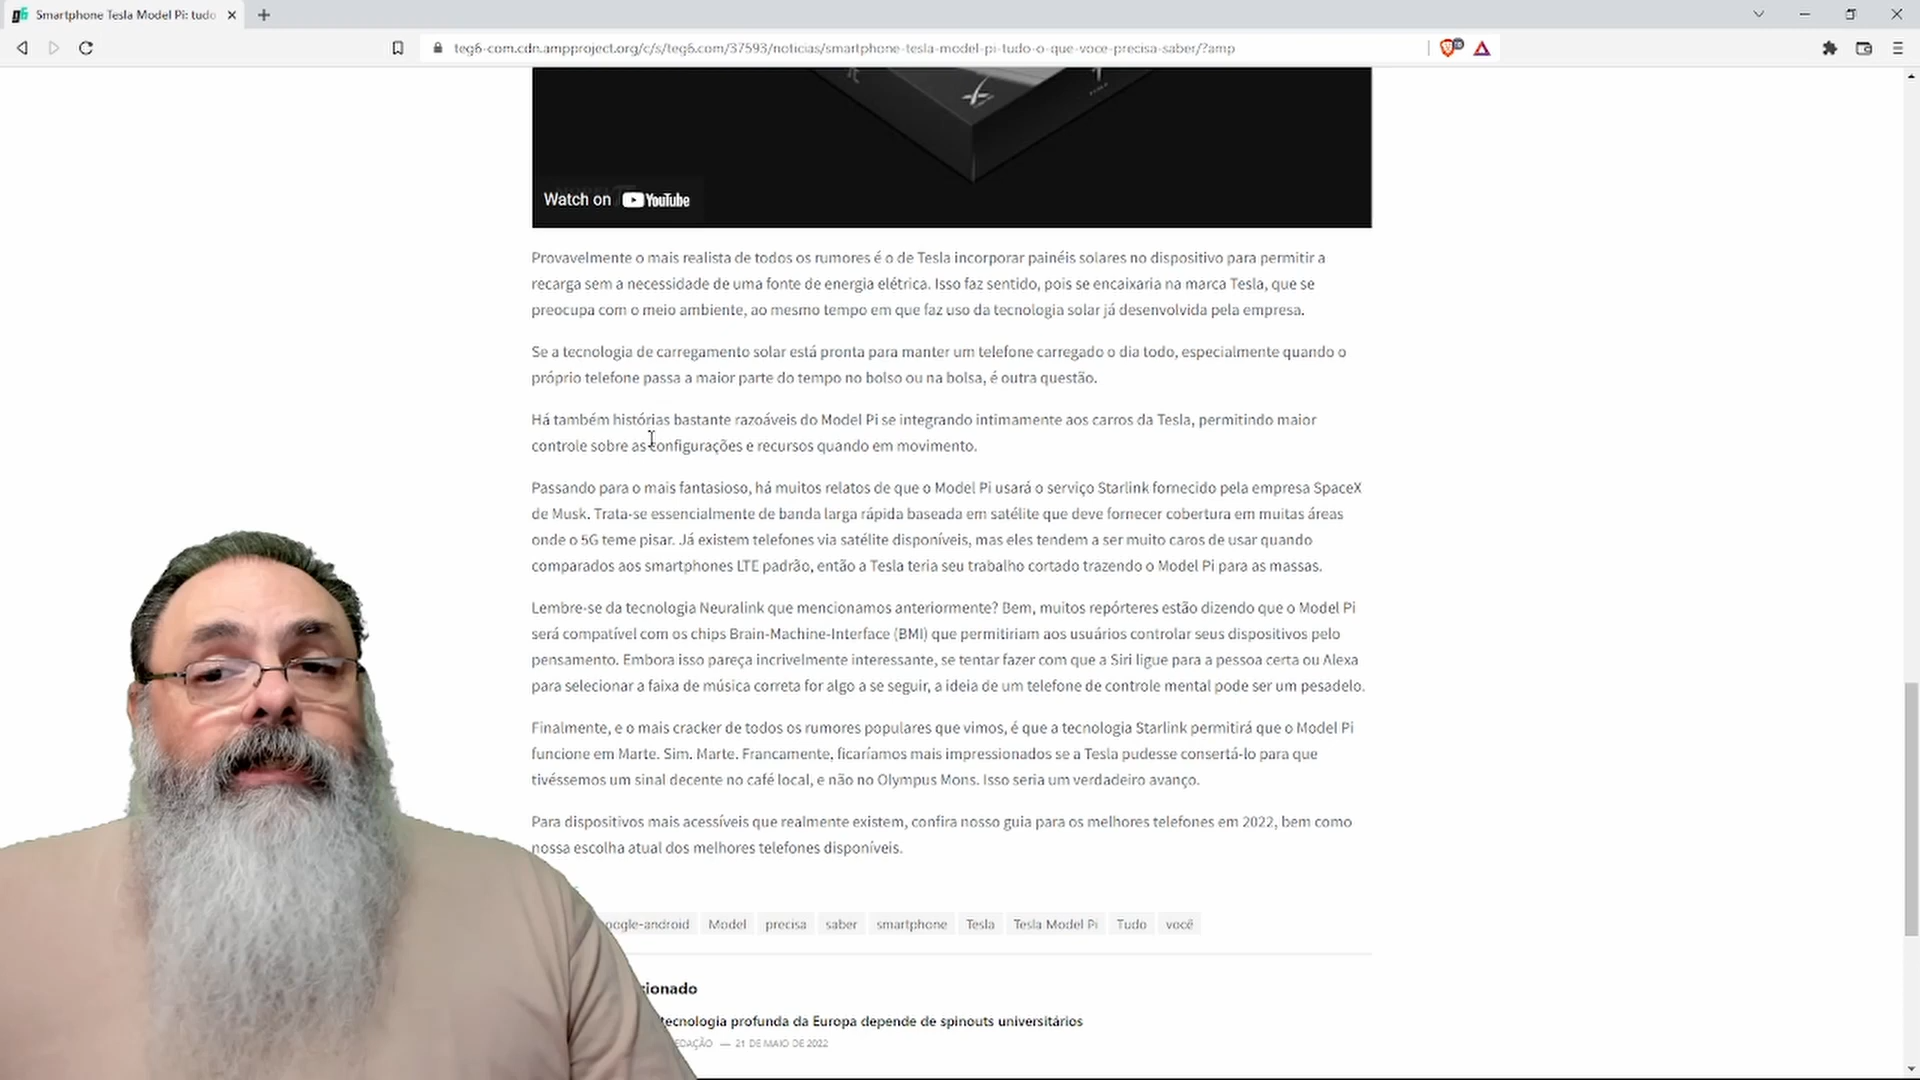 Smartphone Tesla Model Pi: tudo
teg6-com.cdn.ampproject.org/c/s/teg6.com/37593/noticias/smartphone-tesla-model-pi-tudo-o-que-voce-precisa-saber/?amp
Watch on YouTube
Provavelmente o mais realista de todos os rumores é o de Tesla incorporar painéis solares no dispositivo para permitir a
recarga sem a necessidade de uma fonte de energia elétrica. Isso faz sentido, pois se encaixaria na marca Tesla, que se
preocupa com o meio ambiente, ao mesmo tempo em que faz uso da tecnologia solar já desenvolvida pela empresa.
Se a tecnologia de carregamento solar está pronta para manter um telefone carregado o dia todo, especialmente quando o
próprio telefone passa a maior parte do tempo no bolso ou na bolsa, é outra questão.
Há também histórias bastante razoáveis do Model Pi se integrando intimamente aos carros da Tesla, permitindo maior
controle sobre as configurações e recursos quando em movimento.
Passando para o mais fantasioso, há muitos relatos de que o Model Pi usará o serviço Starlink fornecido pela empresa SpaceX
de Musk. Trata-se essencialmente de banda larga rápida baseada em satélite que deve fornecer cobertura em muitas áreas
onde o 5G teme pisar. Já existem telefones via satélite disponíveis, mas eles tendem a ser muito caros de usar quando
comparados aos smartphones LTE padrão, então a Tesla teria seu trabalho cortado trazendo o Model Pi para as massas.
Lembre-se da tecnologia Neuralink que mencionamos anteriormente? Bem, muitos repórteres estão dizendo que o Model Pi
será compatível com os chips Brain-Machine-Interface (BMI) que permitiriam aos usuários controlar seus dispositivos pelo
pensamento. Embora isso pareça incrivelmente interessante, se tentar fazer com que a Siri ligue para a pessoa certa ou Alexa
para selecionar a faixa de música correta for algo a se seguir, a ideia de um telefone de controle mental pode ser um pesadelo.
Finalmente, e o mais cracker de todos os rumores populares que vimos, é que a tecnologia Starlink permitirá que o Model Pi
funcione em Marte. Sim. Marte. Francamente, ficaríamos mais impressionados se a Tesla pudesse consertá-lo para que
tivéssemos um sinal decente no café local, e não no Olympus Mons. Isso seria um verdadeiro avanço.
Para dispositivos mais acessíveis que realmente existem, confira nosso guia para os melhores telefones em 2022, bem como
nossa escolha atual dos melhores telefones disponíveis.
oogle-android Model precisa saber smartphone Tesla Tesla Model Pi Tudo você
cionado
tecnologia profunda da Europa depende de spinouts universitários
EDAÇÃO — 21 DE MAIO DE 2022